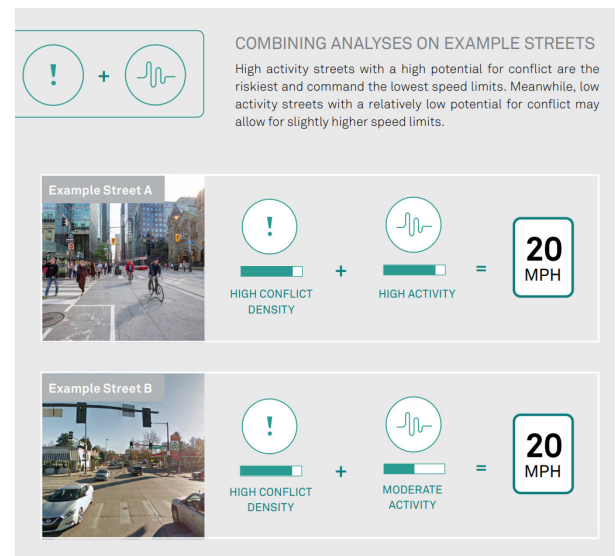 !
+
COMBINING ANALYSES ON EXAMPLE STREETS
High activity streets with a high potential for conflict are the
riskiest and command the lowest speed limits. Meanwhile, low
activity streets with a relatively low potential for conflict may
allow for slightly higher speed limits.
Example Street A
!
+
=
20
MPH
HIGH CONFLICT
DENSITY
HIGH ACTIVITY
Example Street B
!
+
=
20
MPH
HIGH CONFLICT
DENSITY
MODERATE
ACTIVITY